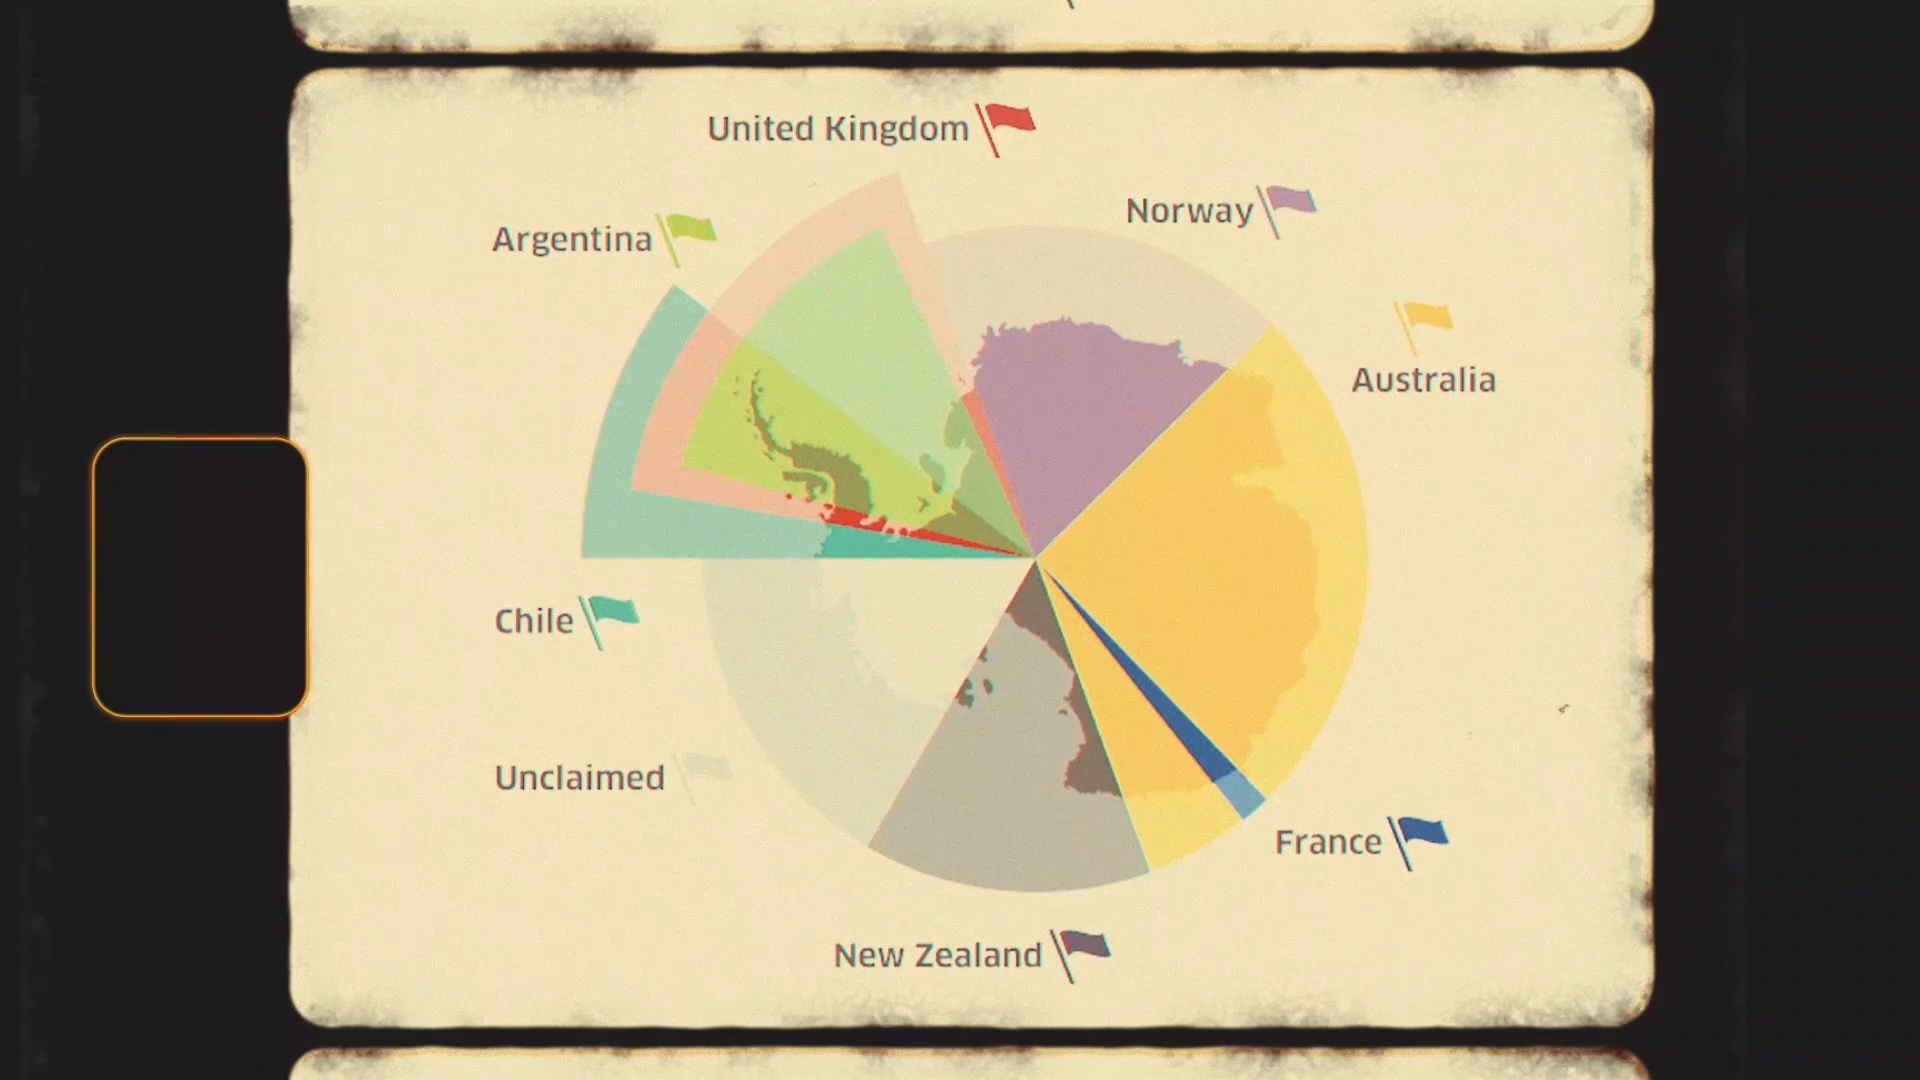 United Kingdom
Norway
Argentina
Australia
Chile
Unclaimed
France
New Zealand